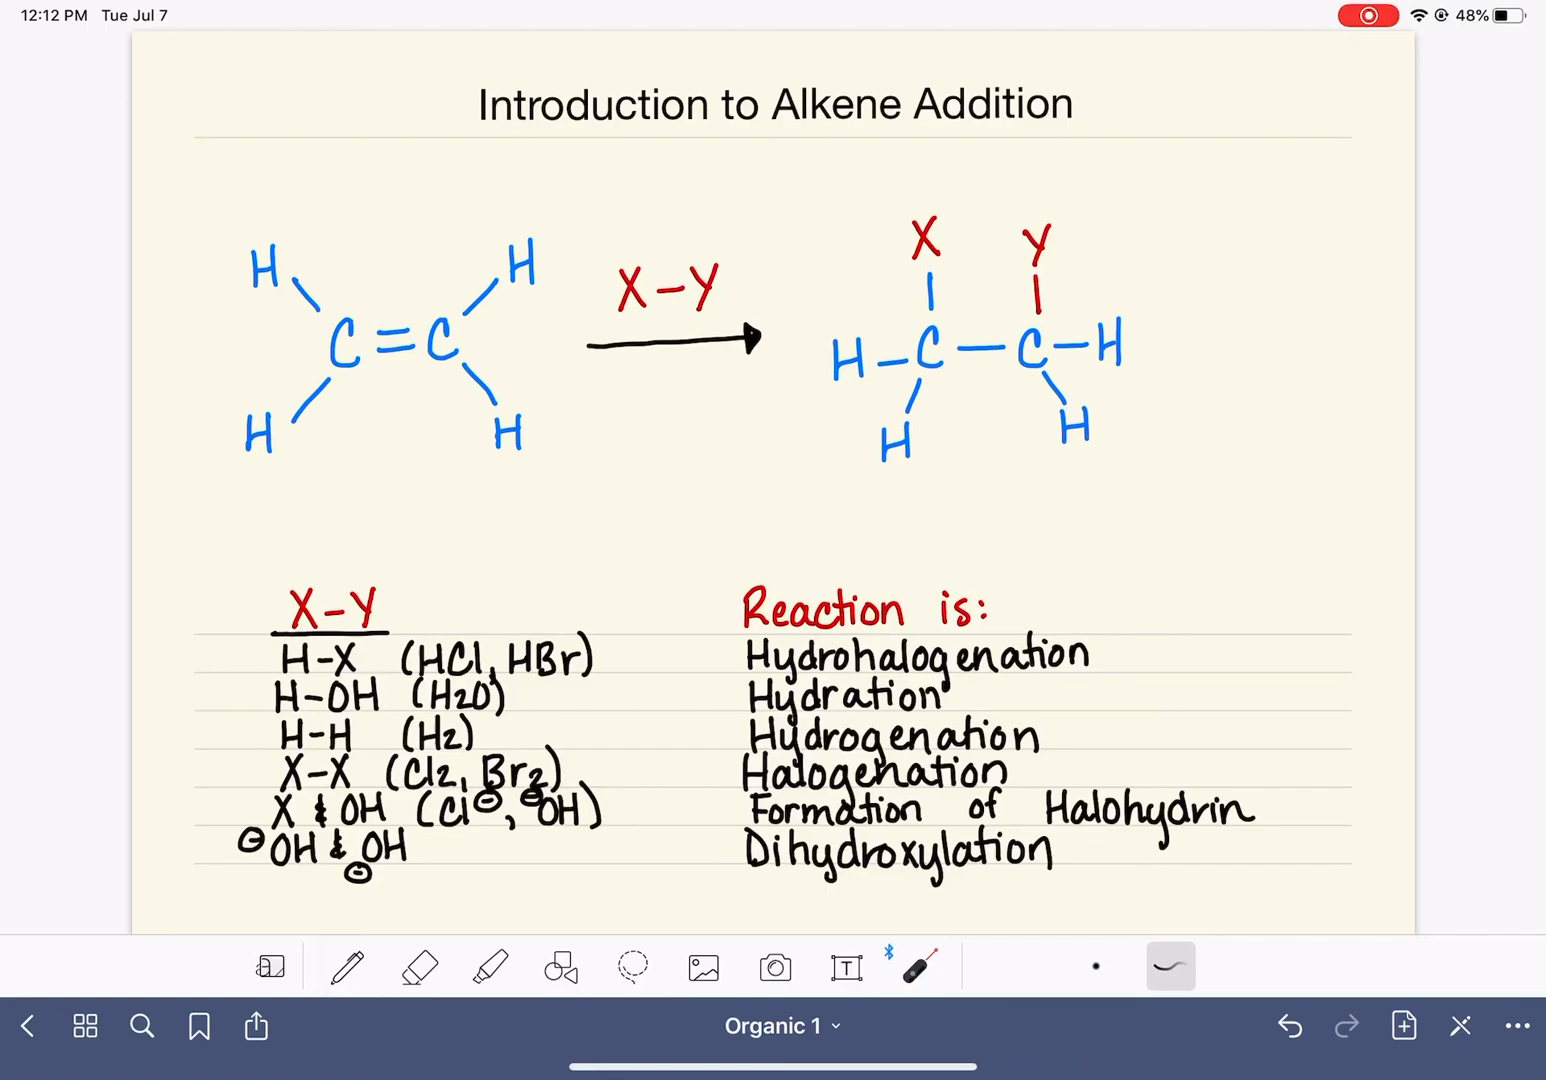 12:12 PM Tue Jul 7 48%
Introduction to Alkene Addition
X Y
H H
X-Y
C=C H-C-C-H
H H H H
X-Y Reaction is:
H-X (HCl, HBr) Hydrohalogenation
H-OH (H2O) Hydration
H-H (H2) Hydrogenation
X-X (Cl2, Br2) Halogenation
X & OH (Cl⊖, ⊖OH) Formation of Halohydrin
⊖OH & OH⊖ Dihydroxylation
T
Organic 1